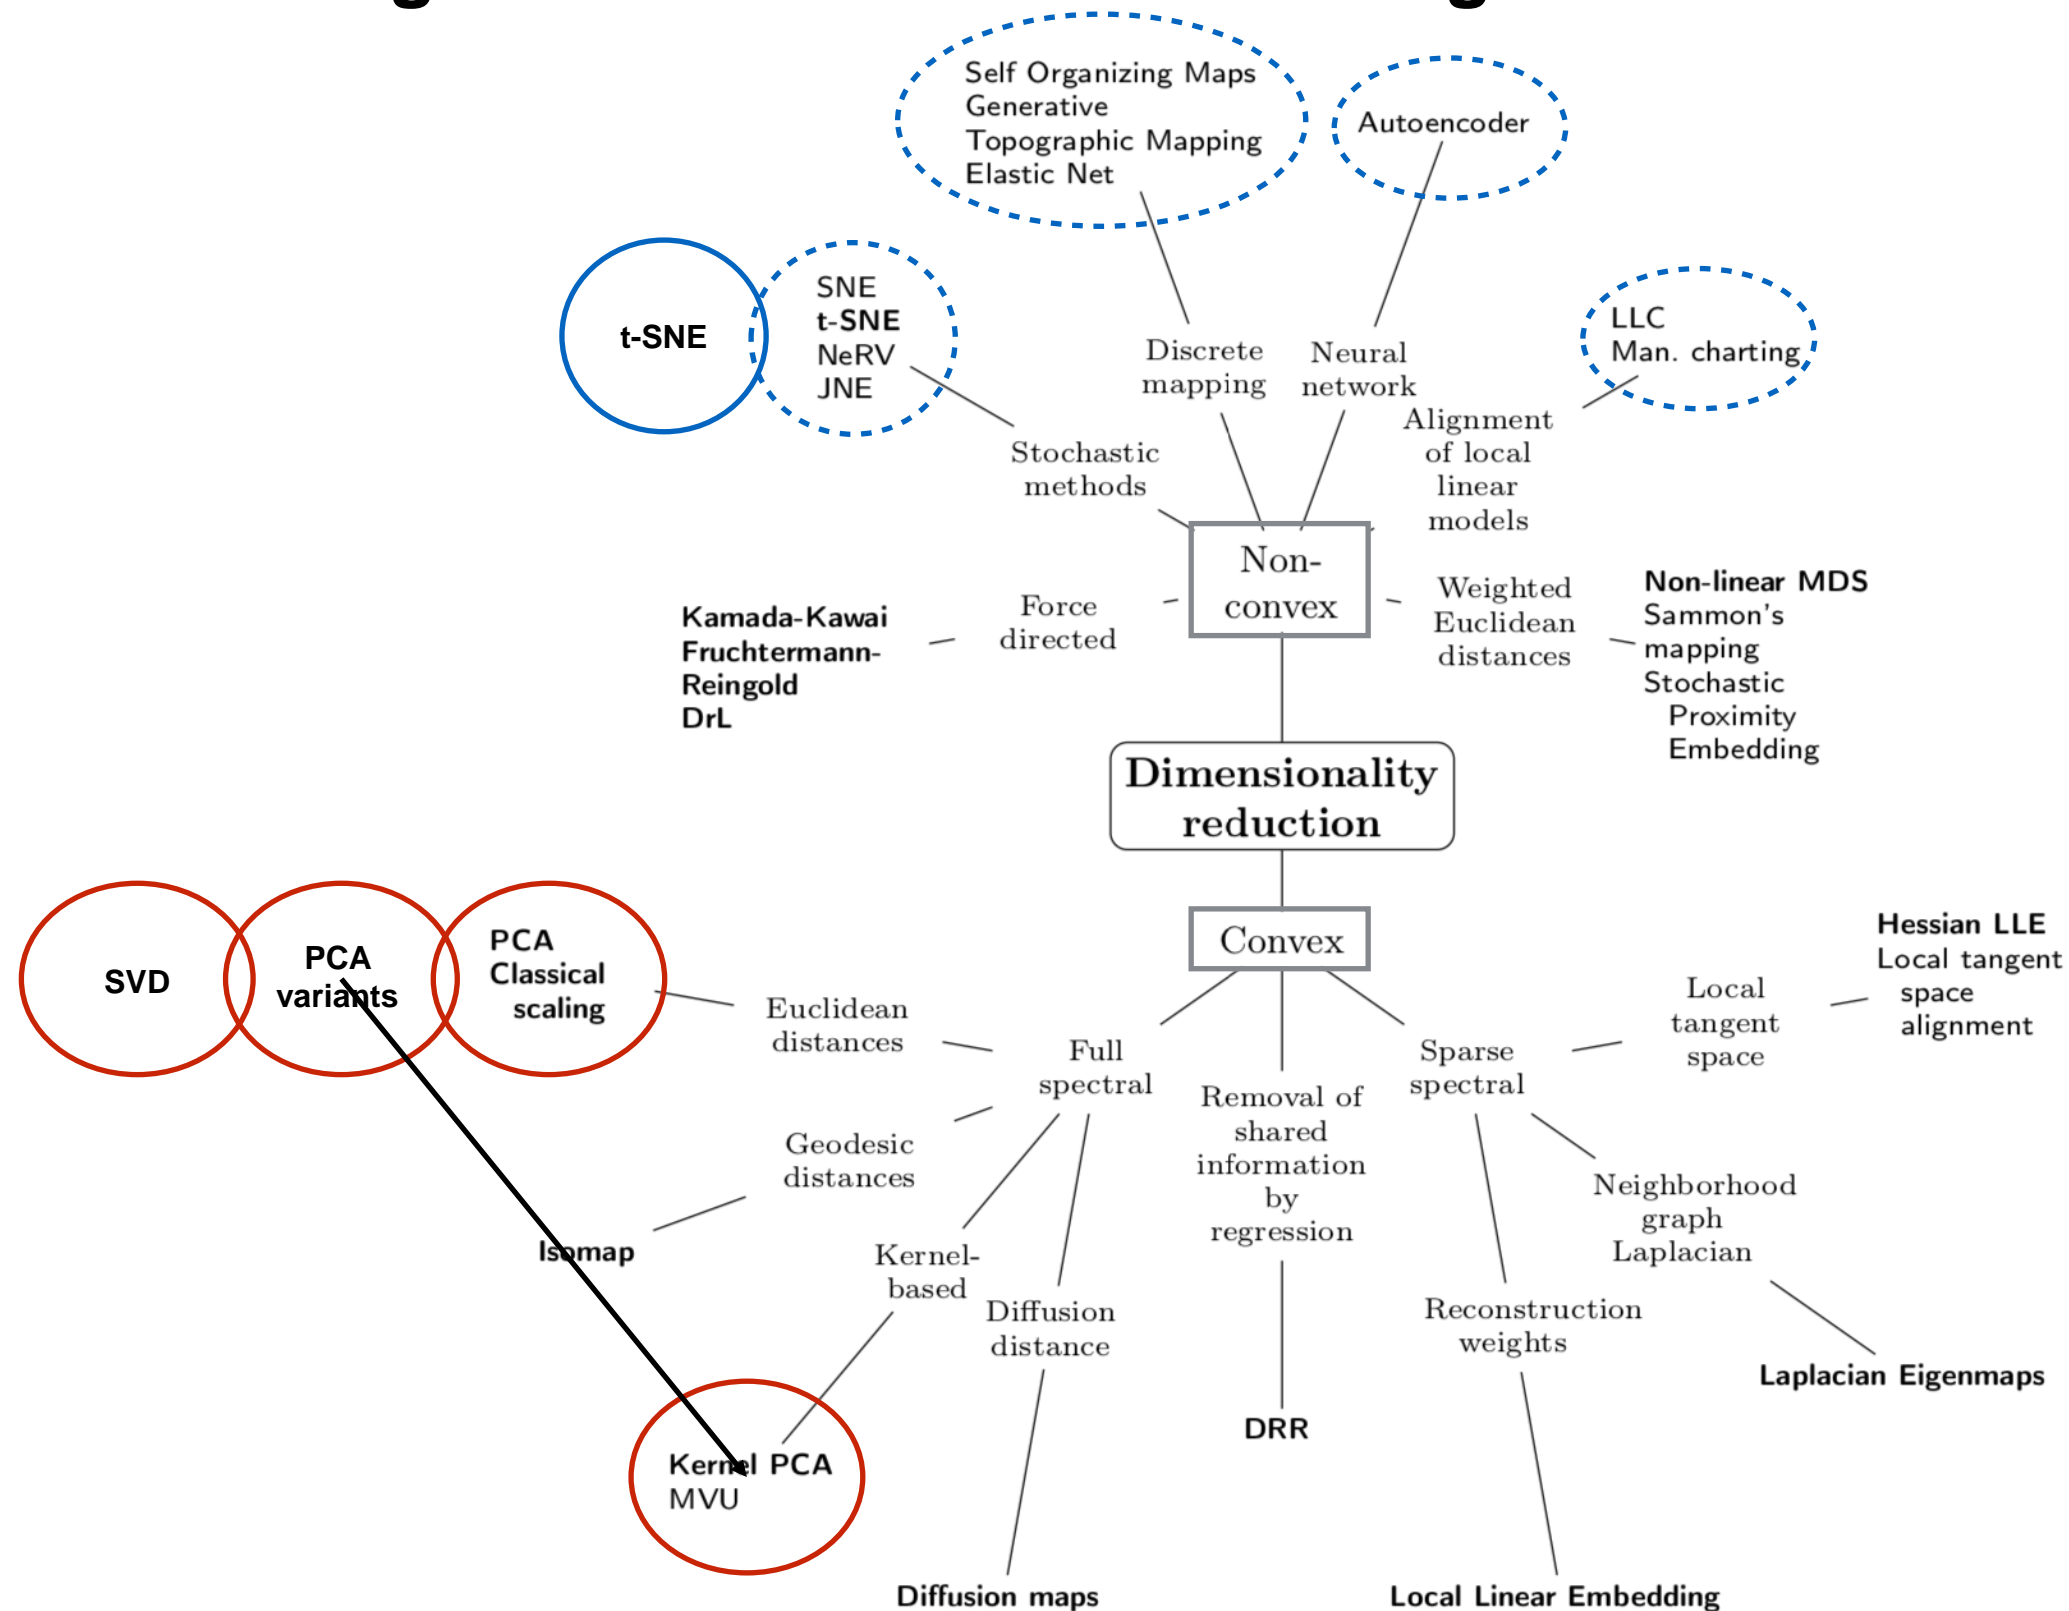 Self Organizing Maps
Generative
Topographic Mapping
Elastic Net
Autoencoder
t-SNE
SNE
t-SNE
NeRV
JNE
LLC
Man. charting
Discrete
mapping
Neural
network
Alignment
of local
linear
models
Stochastic
methods
Non-
convex
Force
directed
Kamada-Kawai
Fruchtermann-
Reingold
DrL
Weighted
Euclidean
distances
Non-linear MDS
Sammon's
mapping
Stochastic
Proximity
Embedding
Dimensionality
reduction
Convex
SVD
PCA
variants
PCA
Classical
scaling
Euclidean
distances
Full
spectral
Geodesic
distances
Isomap
Kernel-
based
Kernel PCA
MVU
Diffusion
distance
Diffusion maps
Removal of
shared
information
by
regression
DRR
Sparse
spectral
Local
tangent
space
Hessian LLE
Local tangent
space
alignment
Neighborhood
graph
Laplacian
Laplacian Eigenmaps
Reconstruction
weights
Local Linear Embedding